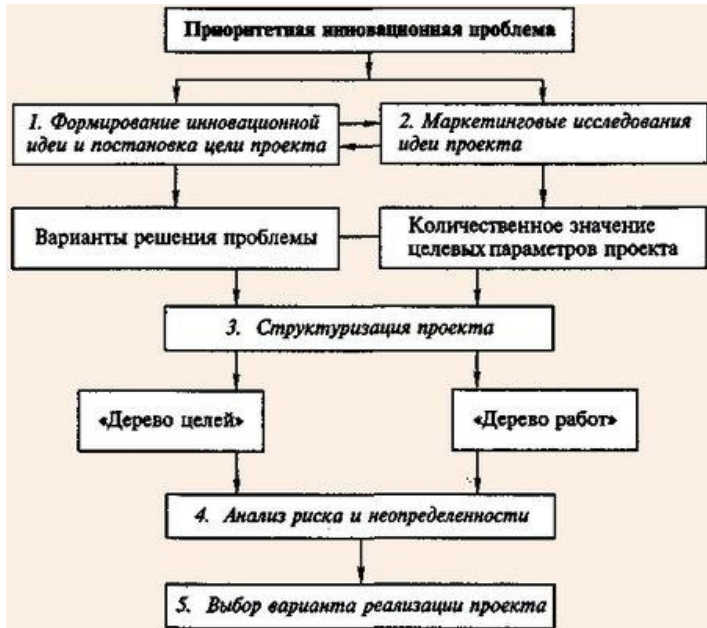 Приоритетная инновационная проблема
1. Формирование инновационной
идеи и постановка цели проекта
2. Маркетинговые исследования
идеи проекта
Варианты решения проблемы
Количественное значение
целевых параметров проекта
3. Структуризация проекта
«Дерево целей»
«Дерево работ»
4. Анализ риска и неопределенности
5. Выбор варианта реализации проекта